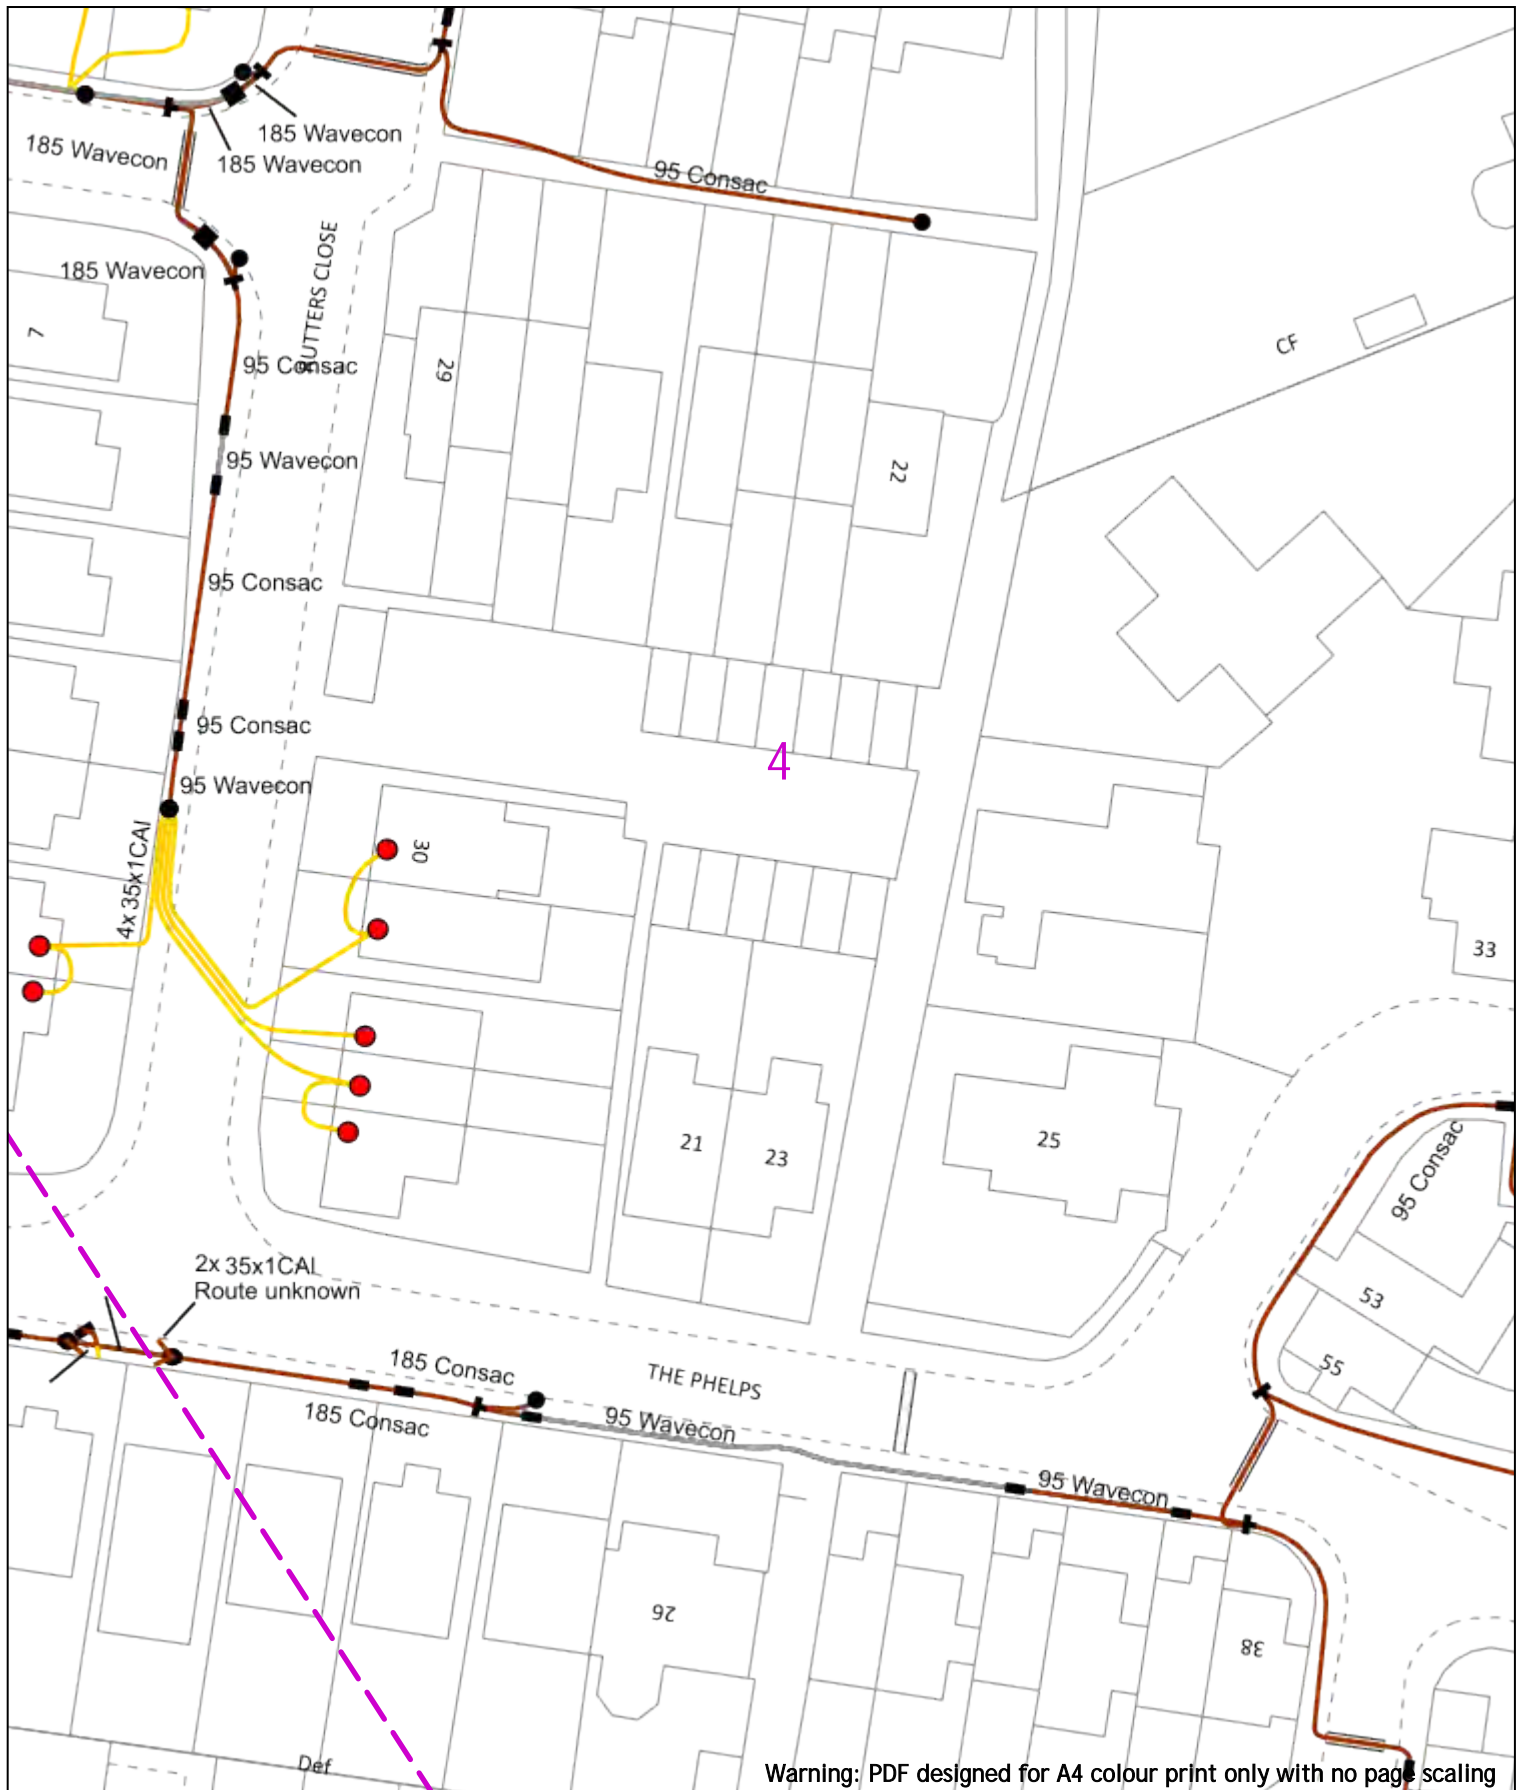 185 Wavecon
185 Wavecon
185 Wavecon
95 Consac
185 Wavecon
RUTTERS CLOSE
7
95 Consac
CF
29
95 Wavecon
22
95 Consac
95 Consac
4
95 Wavecon
4x 35x1CAI
30
33
21
23
25
95 Consac
2x 35x1CAI
Route unknown
53
55
185 Consac
THE PHELPS
185 Consac
95 Wavecon
95 Wavecon
26
38
Def
Warning: PDF designed for A4 colour print only with no page scaling